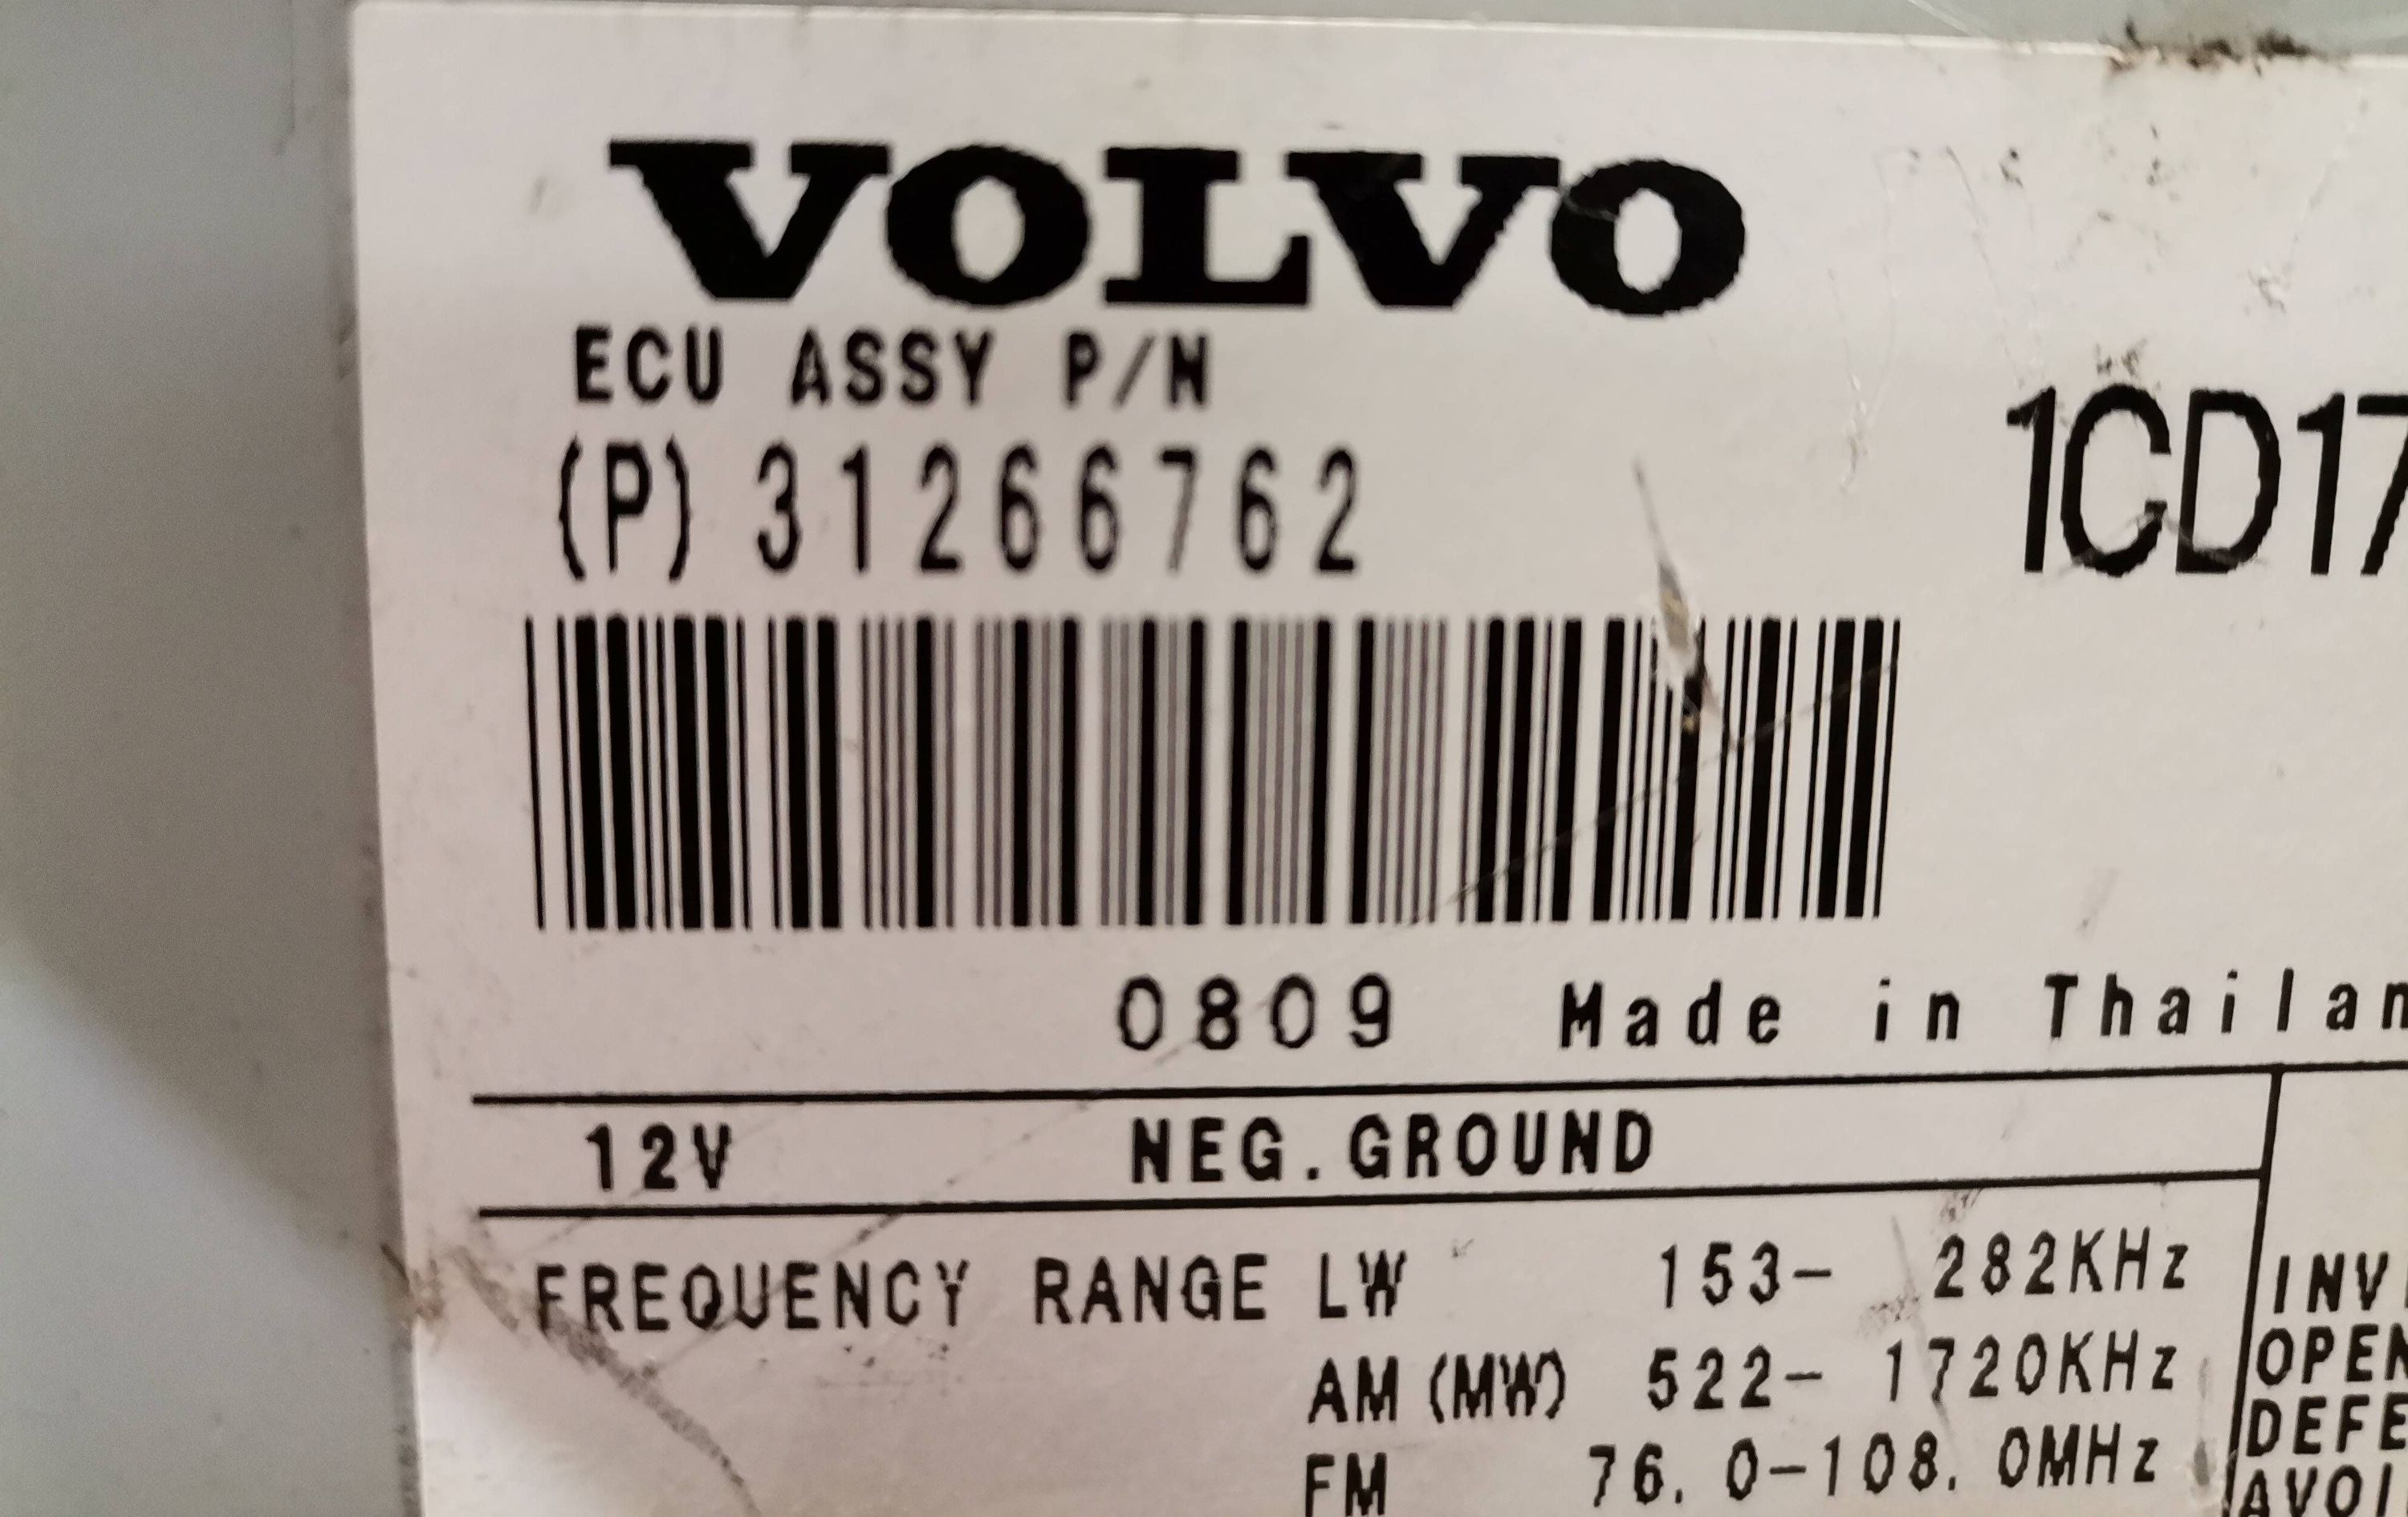 VOLVO
ECU ASSY P/N
(P) 31266762
1CD17
0809 Made in Thailan
12V NEG.GROUND
FREQUENCY RANGE LW 153- 282KHz
AM (MW) 522- 1720KHz
FM 76.0-108.0MHz
INV
OPEN
DEFE
AVOI